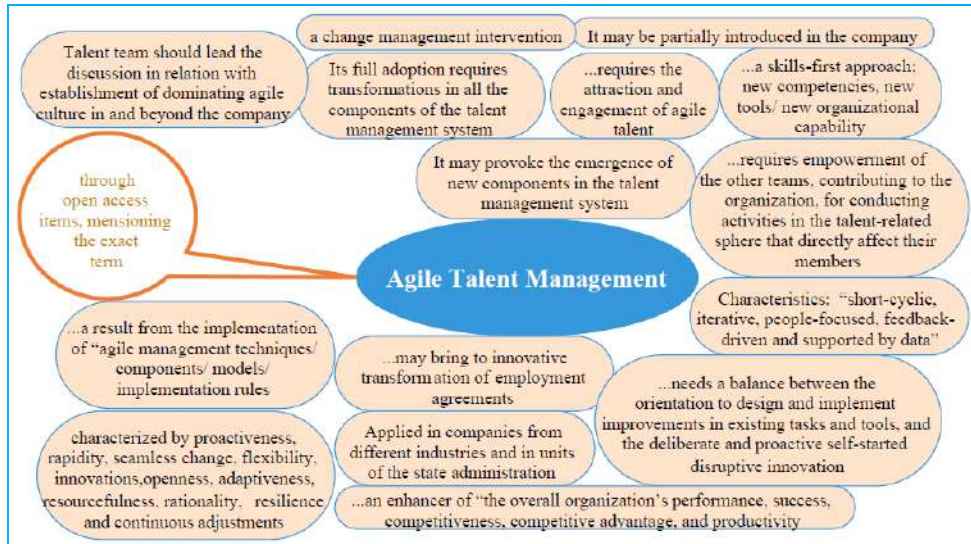 a change management intervention
It may be partially introduced in the company
Talent team should lead the
discussion in relation with
establishment of dominating agile
culture in and beyond the company
Its full adoption requires
transformations in all the
components of the talent
management system
...requires the
attraction and
engagement of agile
talent
...a skills-first approach:
new competencies, new
tools/ new organizational
capability
through
open access
items, mensioning
the exact
term
It may provoke the emergence of
new components in the talent
management system
...requires empowerment of
the other teams, contributing to the
organization, for conducting
activities in the talent-related
sphere that directly affect their
members
Agile Talent Management
Characteristics: “short-cyclic,
iterative, people-focused, feedback-
driven and supported by data”
...a result from the implementation
of “agile management techniques/
components/ models/
implementation rules
...may bring to innovative
transformation of employment
agreements
...needs a balance between the
orientation to design and implement
improvements in existing tasks and tools, and
the deliberate and proactive self-started
disruptive innovation
characterized by proactiveness,
rapidity, seamless change, flexibility,
innovations,openness, adaptiveness,
resourcefulness, rationality, resilience
and continuous adjustments
Applied in companies from
different industries and in units
of the state administration
...an enhancer of “the overall organization’s performance, success,
competitiveness, competitive advantage, and productivity